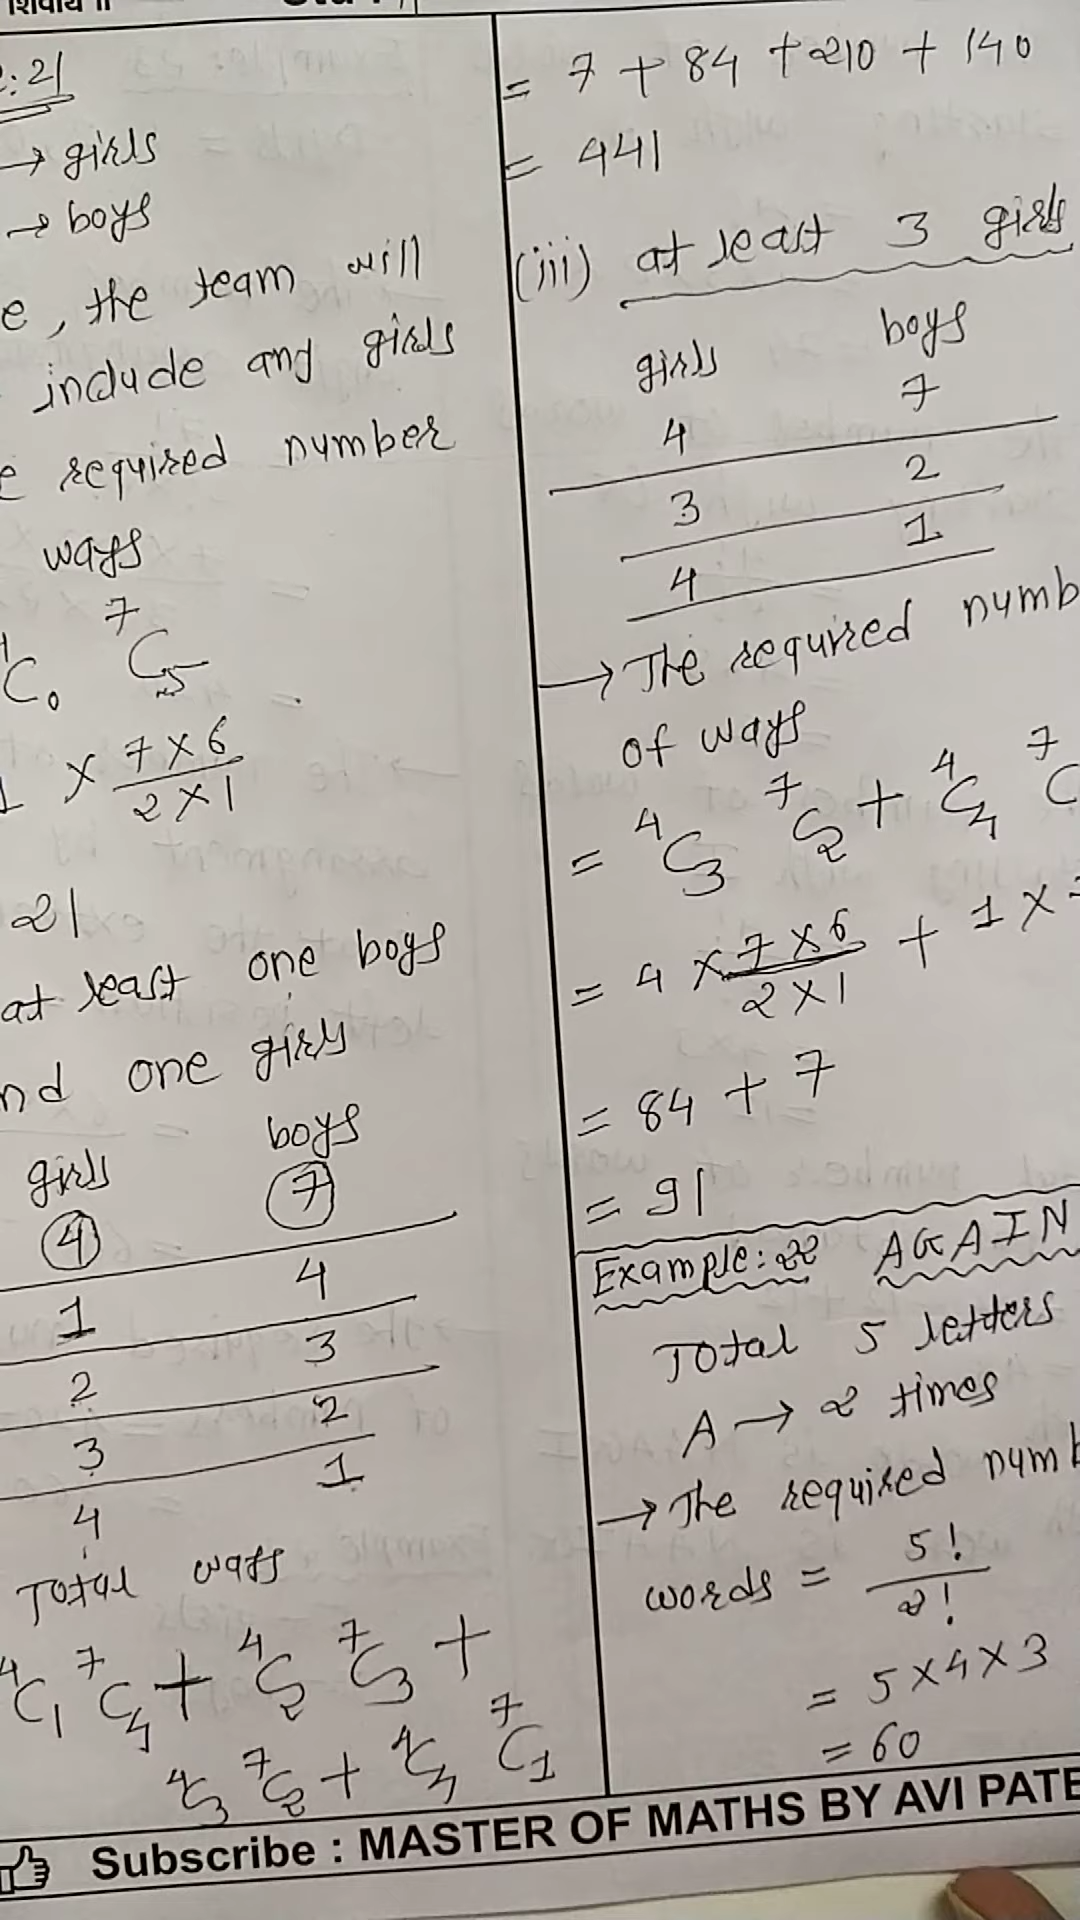 शिवाय ॥
: 21
→ girls
→ boys
e, the team will
include any girls
e required number
ways
C₀ ⁷C₅
1 × 7×6 / 2×1
21
at least one boys
nd one girls
girls boys
4 7
1 4
2 3
3 2
4 1
Total ways
⁴C₁ ⁷C₄ + ⁴C₂ ⁷C₃ +
⁴C₃ ⁷C₂ + ⁴C₄ ⁷C₁
= 7 + 84 + 210 + 140
= 441
(iii) at least 3 girls
girls boys
4 7
3 2
4 1
→ The required numb
of ways
= ⁴C₃ ⁷C₂ + ⁴C₄ ⁷C
= 4 × 7×6 / 2×1 + 1 ×
= 84 + 7
= 91
Example: 22 AGAIN
Total 5 letters
A → 2 times
→ The required numb
words = 5! / 2!
= 5×4×3
= 60
Subscribe : MASTER OF MATHS BY AVI PATE